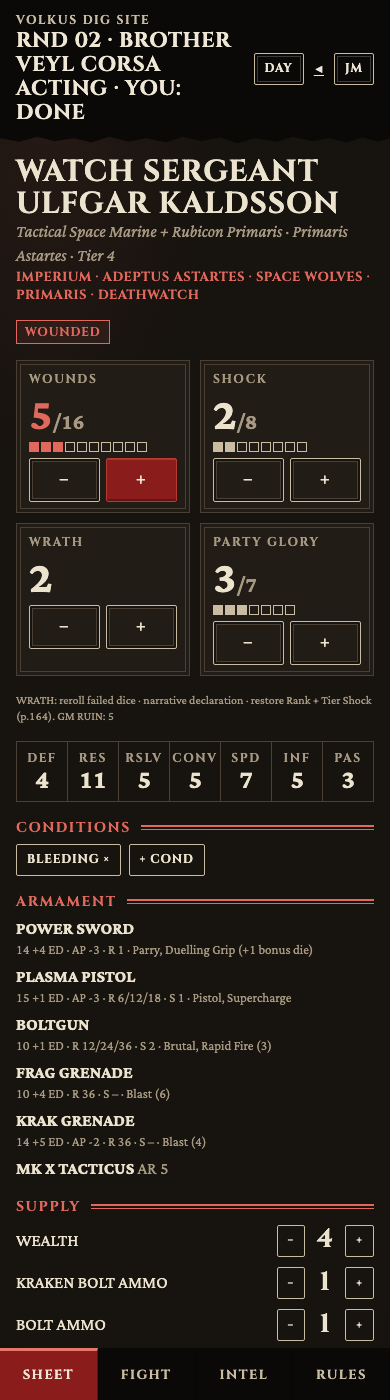 VOLKUS DIG SITE
RND 02 · BROTHER
VEYL CORSA
ACTING · YOU:
DONE
DAY
◄
JM
WATCH SERGEANT
ULFGAR KALDSSON
Tactical Space Marine + Rubicon Primaris · Primaris
Astartes · Tier 4
IMPERIUM · ADEPTUS ASTARTES · SPACE WOLVES ·
PRIMARIS · DEATHWATCH
WOUNDED
WOUNDS
5/16
− +
SHOCK
2/8
− +
WRATH
2
− +
PARTY GLORY
3/7
− +
WRATH: reroll failed dice · narrative declaration · restore Rank + Tier Shock
(p.164). GM RUIN: 5
DEF RES RSLV CONV SPD INF PAS
4 11 5 5 7 5 3
CONDITIONS
BLEEDING × + COND
ARMAMENT
POWER SWORD
14 +4 ED · AP -3 · R 1 · Parry, Duelling Grip (+1 bonus die)
PLASMA PISTOL
15 +1 ED · AP -3 · R 6/12/18 · S 1 · Pistol, Supercharge
BOLTGUN
10 +1 ED · R 12/24/36 · S 2 · Brutal, Rapid Fire (3)
FRAG GRENADE
10 +4 ED · R 36 · S – · Blast (6)
KRAK GRENADE
14 +5 ED · AP -2 · R 36 · S – · Blast (4)
MK X TACTICUS AR 5
SUPPLY
WEALTH − 4 +
KRAKEN BOLT AMMO − 1 +
BOLT AMMO − 1 +
SHEET FIGHT INTEL RULES